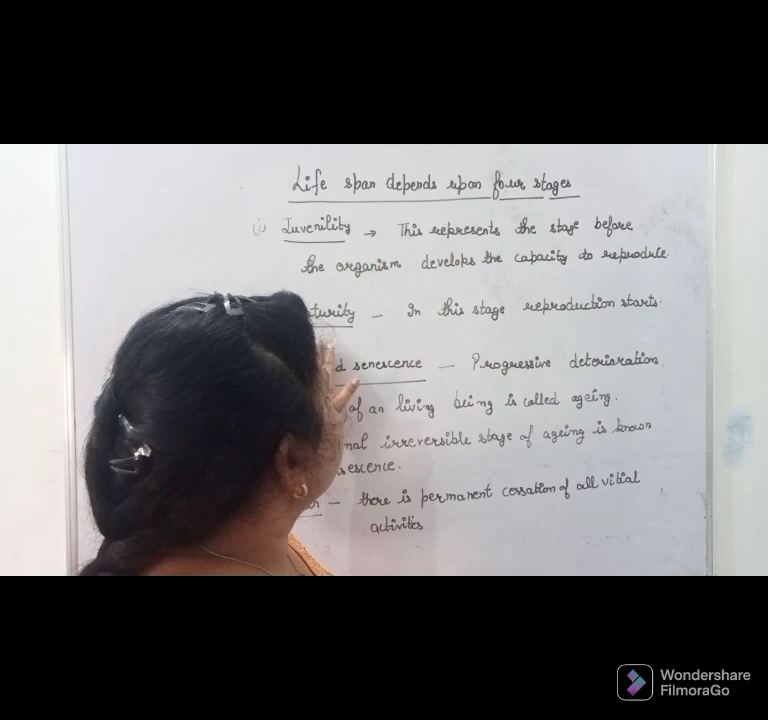 Life span depends upon four stages
(i) Juvenility → This represents the stage before
the organism develops the capacity to reproduce.
turity – In this stage reproduction starts.
d senescence – Progressive deterioration
of an living being is called ageing.
nal irreversible stage of ageing is known
sescence.
– there is permanent cessation of all vitial
activities
Wondershare
FilmoraGo